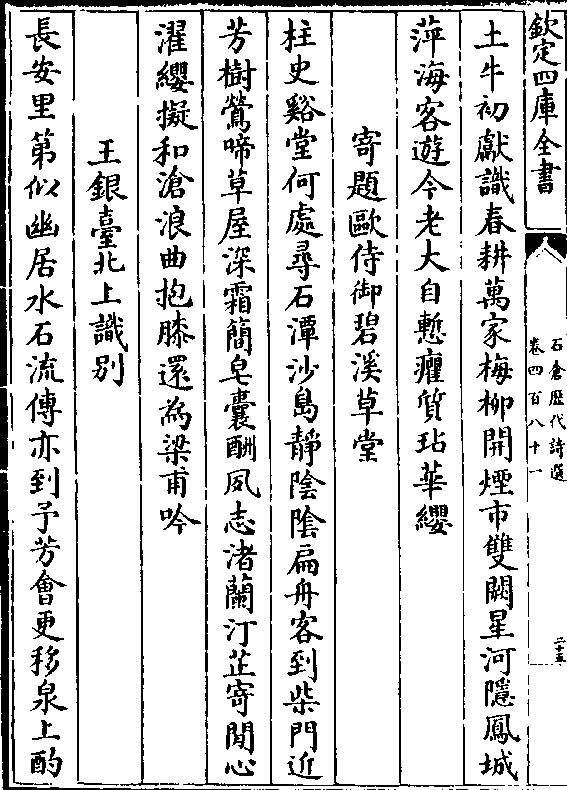 欽定四庫全書
石倉歷代詩選
卷四百八十一
二十五
土牛初獻識春耕萬家梅柳開煙市雙闕星河隱鳳城
萍海客遊今老大自慙癯質玷華纓
寄題歐侍御碧溪草堂
柱史谿堂何處尋石潭沙島靜陰陰扁舟客到柴門近
芳樹鶯啼草屋深霜簡皂囊酬夙志渚蘭汀芷寄閒心
濯纓擬和滄浪曲抱膝還為梁甫吟
王銀臺北上識別
長安里第似幽居水石流傳亦到予芳會更移泉上酌